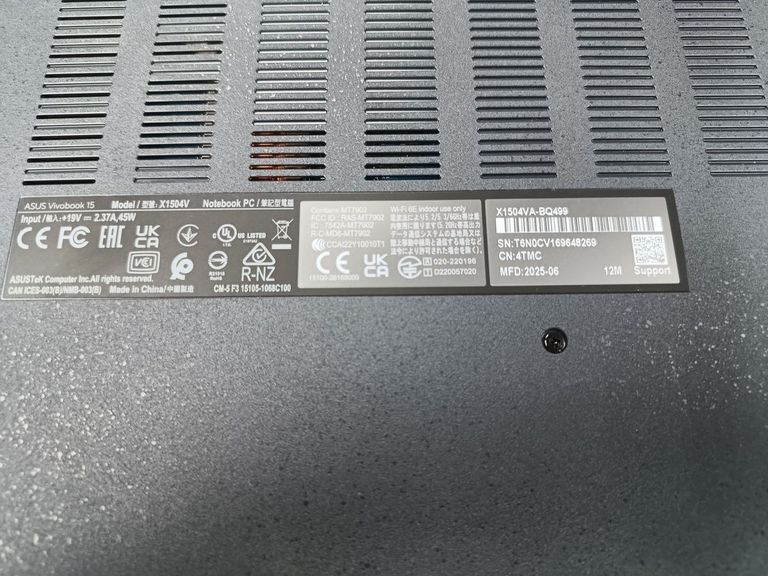 ASUS Vivobook 15 Model / 型號: X1504V Notebook PC / 筆記型電腦
Input /輸入: +19V ⎓ 2.37A, 45W
CE FC EAC UK CA c UL US LISTED
VCCI R-NZ
ASUSTeK Computer Inc.All rights reserved.
CAN ICES-003(B)/NMB-003(B) Made in China/中國製造 CM-5 F3 15105-1068C100
Contains MT7902
FCC ID: RAS-MT7902
IC: 7542A-MT7902
R-C-MD6-MT7902
CCAI22Y10010T1
CE UK CA
Wi-Fi 6E indoor use only
R 020-220196
T D220057020
X1504VA-BQ499
SN:T6N0CV169648269
CN:4TMC
MFD:2025-06 12M Support